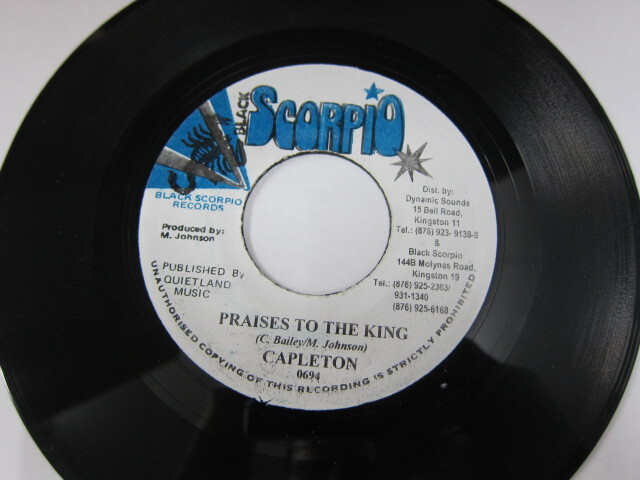 BLACK
SCORPIO
BLACK SCORPIO
RECORDS
Produced by:
M. Johnson
PUBLISHED By
QUIETLAND
MUSIC
Dist. by:
Dynamic Sounds
15 Bell Road,
Kingston 11
Tel.: (876) 923- 9138-9
&
Black Scorpio
144B Molynes Road,
Kingston 19
Tel.: (876) 925-2363/
931-1340
(876) 925-6168
PRAISES TO THE KING
(C. Bailey/M. Johnson)
CAPLETON
0694
UNAUTHORISED COPYING OF THIS RECORDING IS STRICTLY PROHIBITED